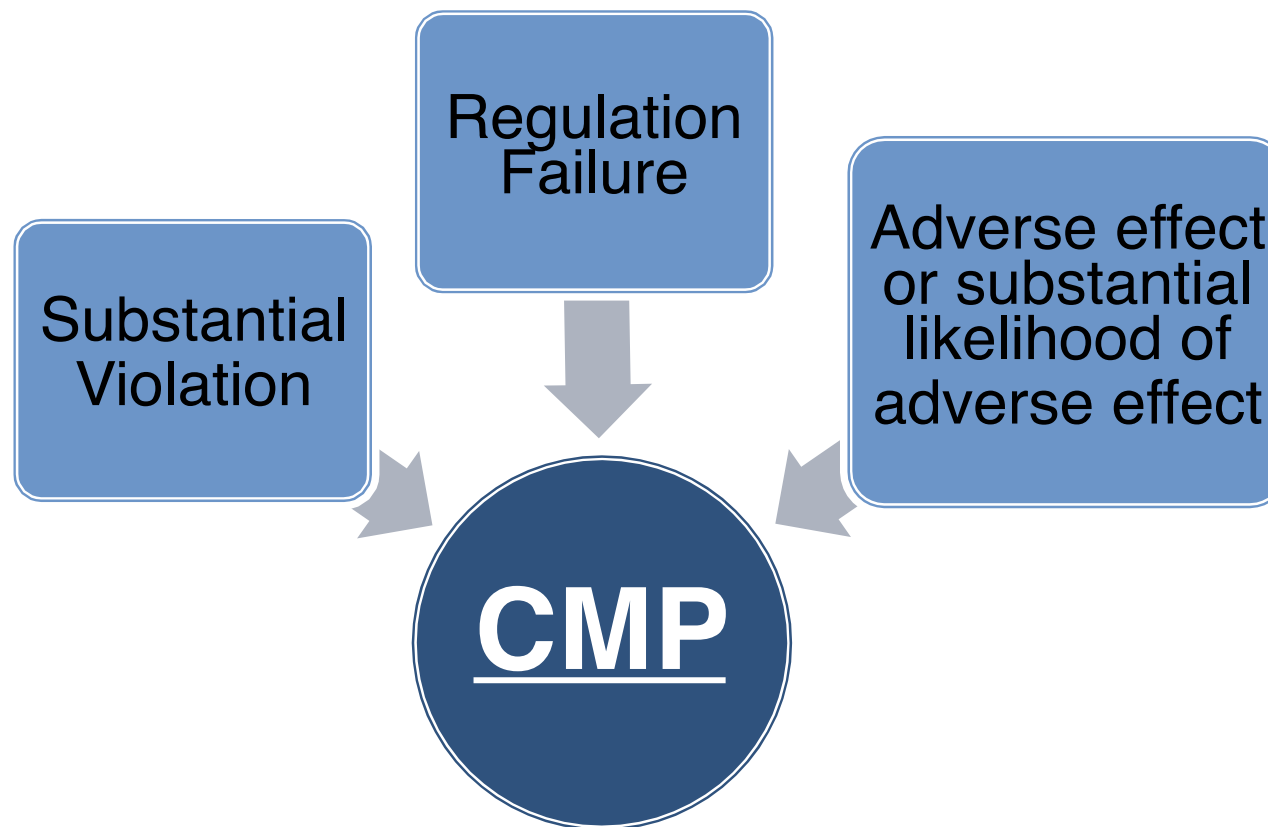 Regulation
Failure
Substantial
Violation
Adverse effect
or substantial
likelihood of
adverse effect
CMP